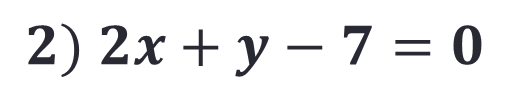 2) 2x + y − 7 = 0